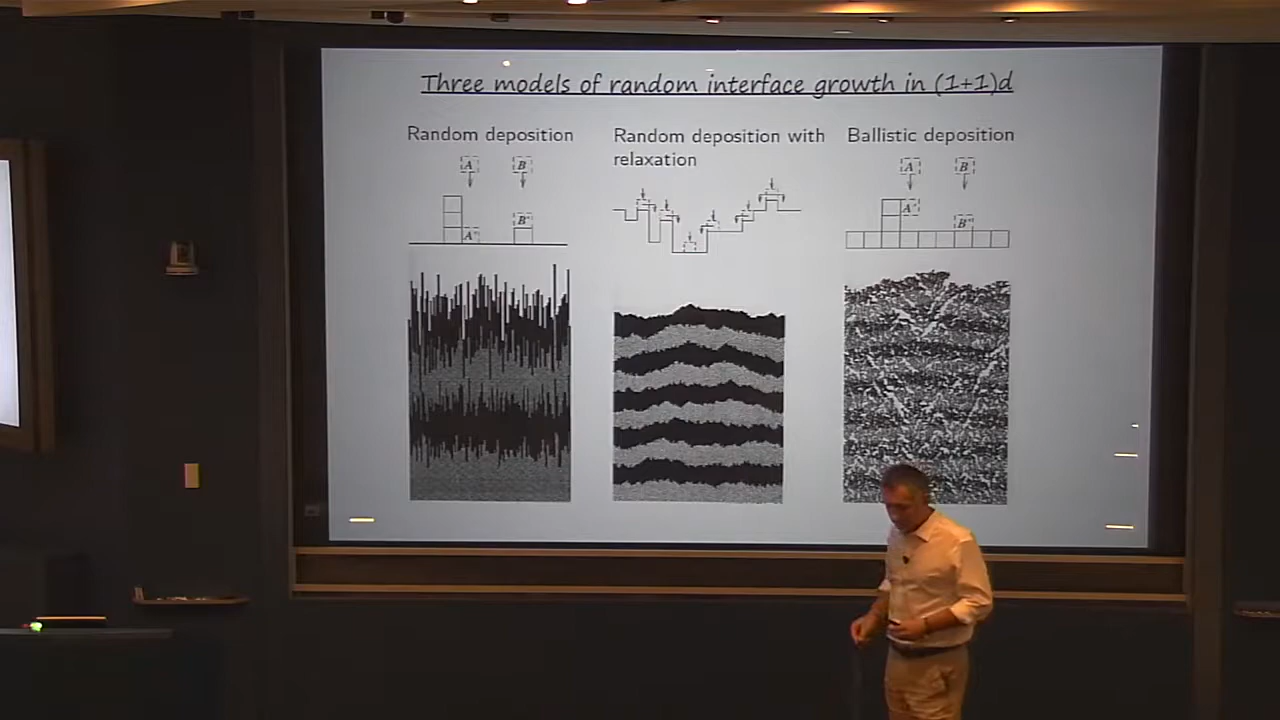 Three models of random interface growth in (1+1)d
Random deposition
Random deposition with
relaxation
Ballistic deposition
A
B
A'
B'
A
B
A'
B'